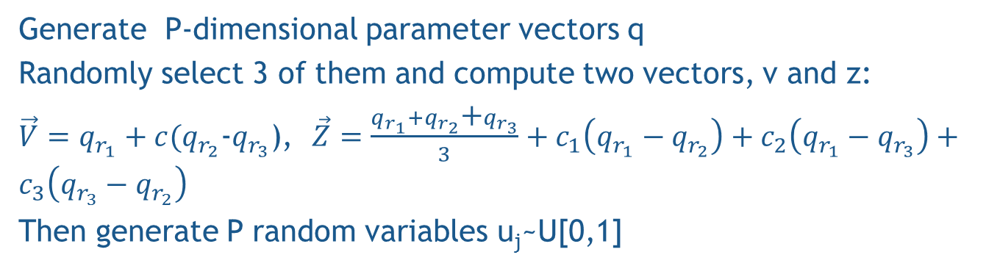 Generate P-dimensional parameter vectors q
Randomly select 3 of them and compute two vectors, v and z:
$\vec{V} = q_{r_1} + c(q_{r_2} \text{-} q_{r_3}),\ \vec{Z} = \frac{q_{r_1}+q_{r_2}+q_{r_3}}{3} + c_1(q_{r_1} - q_{r_2}) + c_2(q_{r_1} - q_{r_3}) +$
$c_3(q_{r_3} - q_{r_2})$
Then generate P random variables u_j~U[0,1]